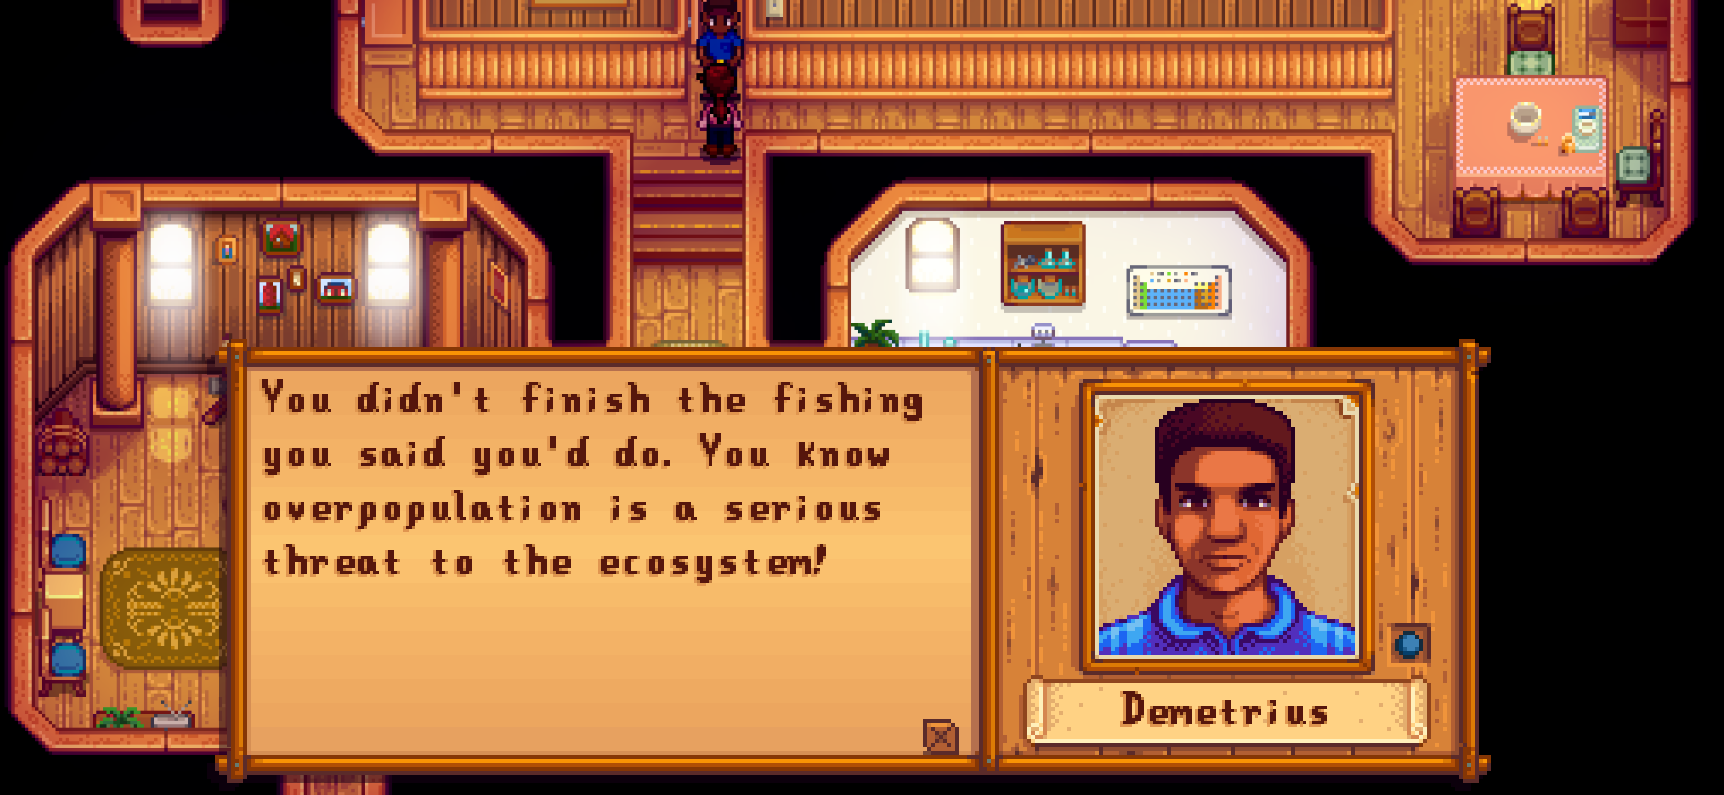 You didn't finish the fishing
you said you'd do. You know
overpopulation is a serious
threat to the ecosystem!
Demetrius